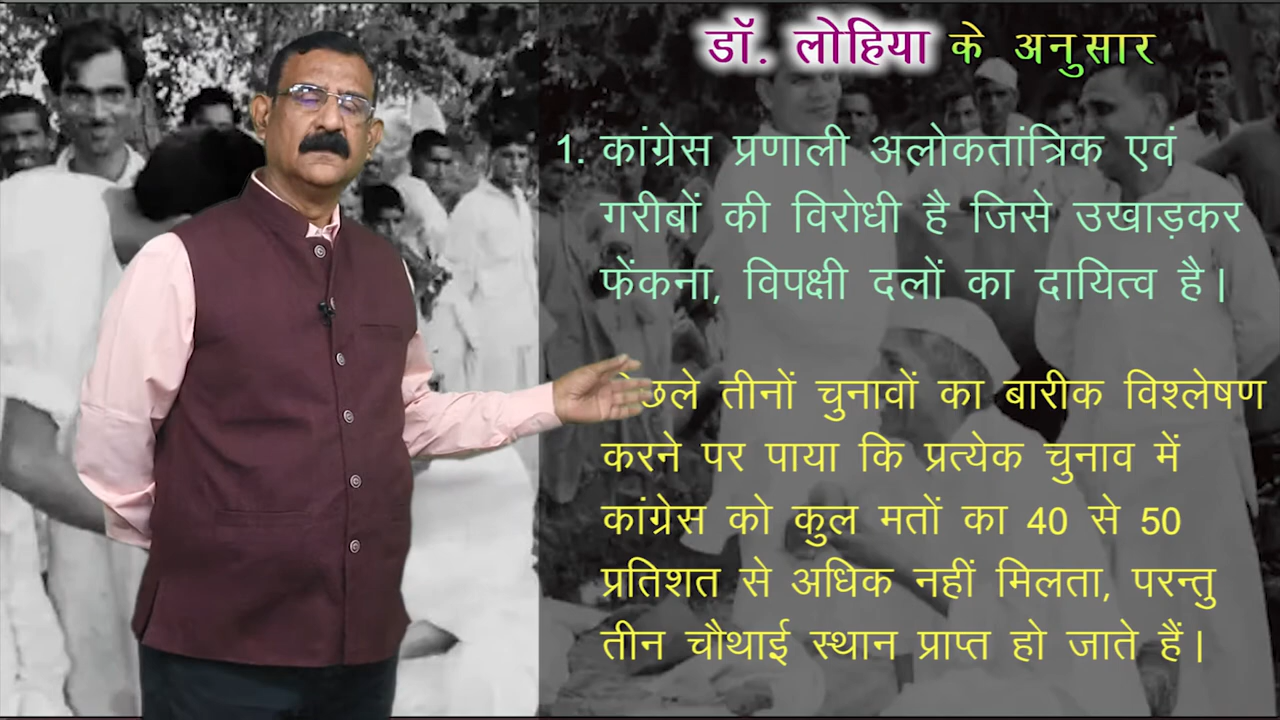 डॉ. लोहिया के अनुसार
1. कांग्रेस प्रणाली अलोकतांत्रिक एवं
गरीबों की विरोधी है जिसे उखाड़कर
फेंकना, विपक्षी दलों का दायित्व है।
तीनों चुनावों का बारीक विश्लेषण
करने पर पाया कि प्रत्येक चुनाव में
कांग्रेस को कुल मतों का 40 से 50
प्रतिशत से अधिक नहीं मिलता, परन्तु
तीन चौथाई स्थान प्राप्त हो जाते हैं।